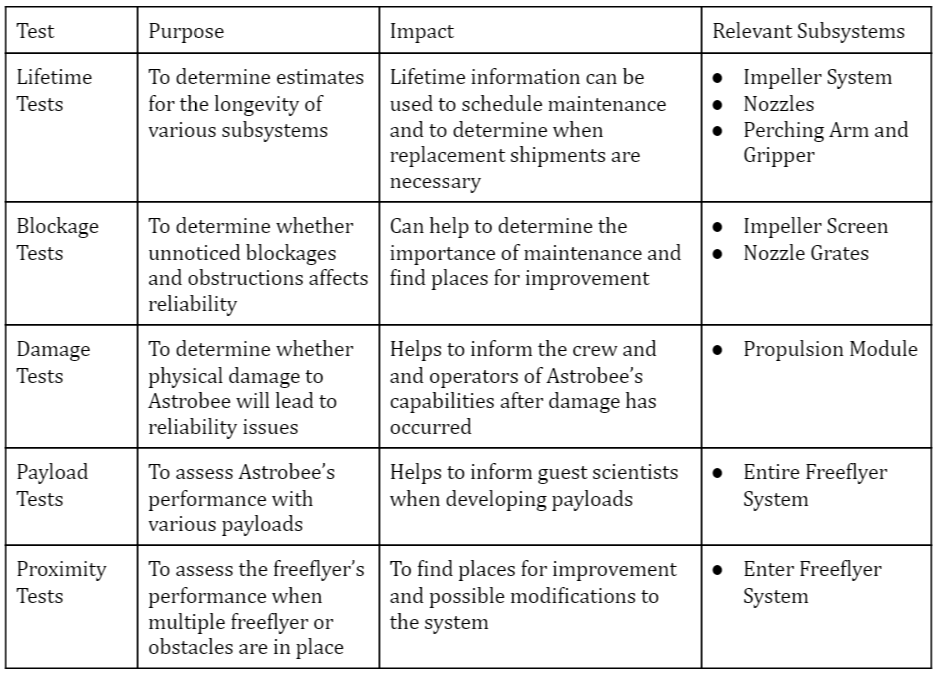 Test Purpose Impact Relevant Subsystems
Lifetime
Tests
To determine estimates
for the longevity of
various subsystems
Lifetime information can be
used to schedule maintenance
and to determine when
replacement shipments are
necessary
● Impeller System
● Nozzles
● Perching Arm and
Gripper
Blockage
Tests
To determine whether
unnoticed blockages
and obstructions affects
reliability
Can help to determine the
importance of maintenance and
find places for improvement
● Impeller Screen
● Nozzle Grates
Damage
Tests
To determine whether
physical damage to
Astrobee will lead to
reliability issues
Helps to inform the crew and
and operators of Astrobee’s
capabilities after damage has
occurred
● Propulsion Module
Payload
Tests
To assess Astrobee’s
performance with
various payloads
Helps to inform guest scientists
when developing payloads
● Entire Freeflyer
System
Proximity
Tests
To assess the freeflyer’s
performance when
multiple freeflyer or
obstacles are in place
To find places for improvement
and possible modifications to
the system
● Enter Freeflyer
System